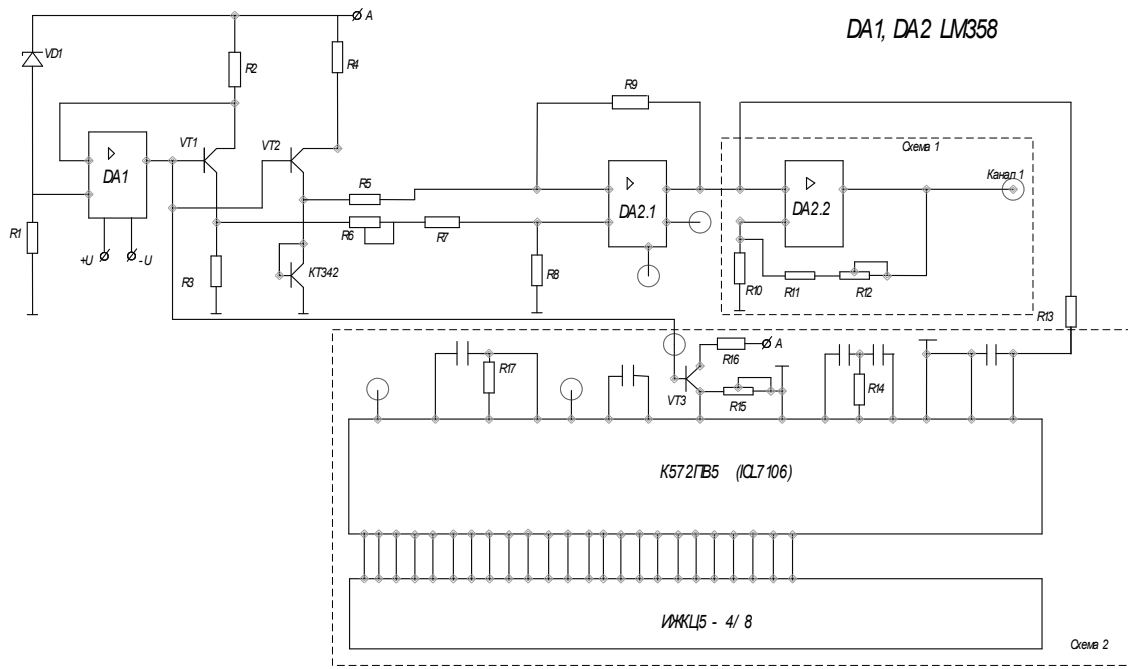 DA1, DA2 LM358
A
VD1
R2
R4
R9
VT1
VT2
Схема 1
DA1
Канал 1
R5
DA2.1
DA2.2
R1
R6
R7
+U
-U
R3
КТ342
R8
R10
R11
R12
R13
A
R16
R17
VT3
R15
R14
К572ПВ5 (ICL7106)
ИЖКЦ5 - 4/8
Схема 2